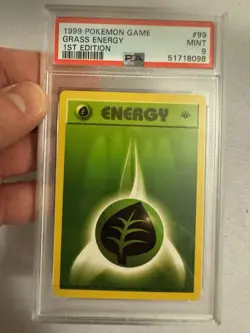 1999 POKEMON GAME #99
GRASS ENERGY MINT
1ST EDITION PSA 9
51718098
ENERGY